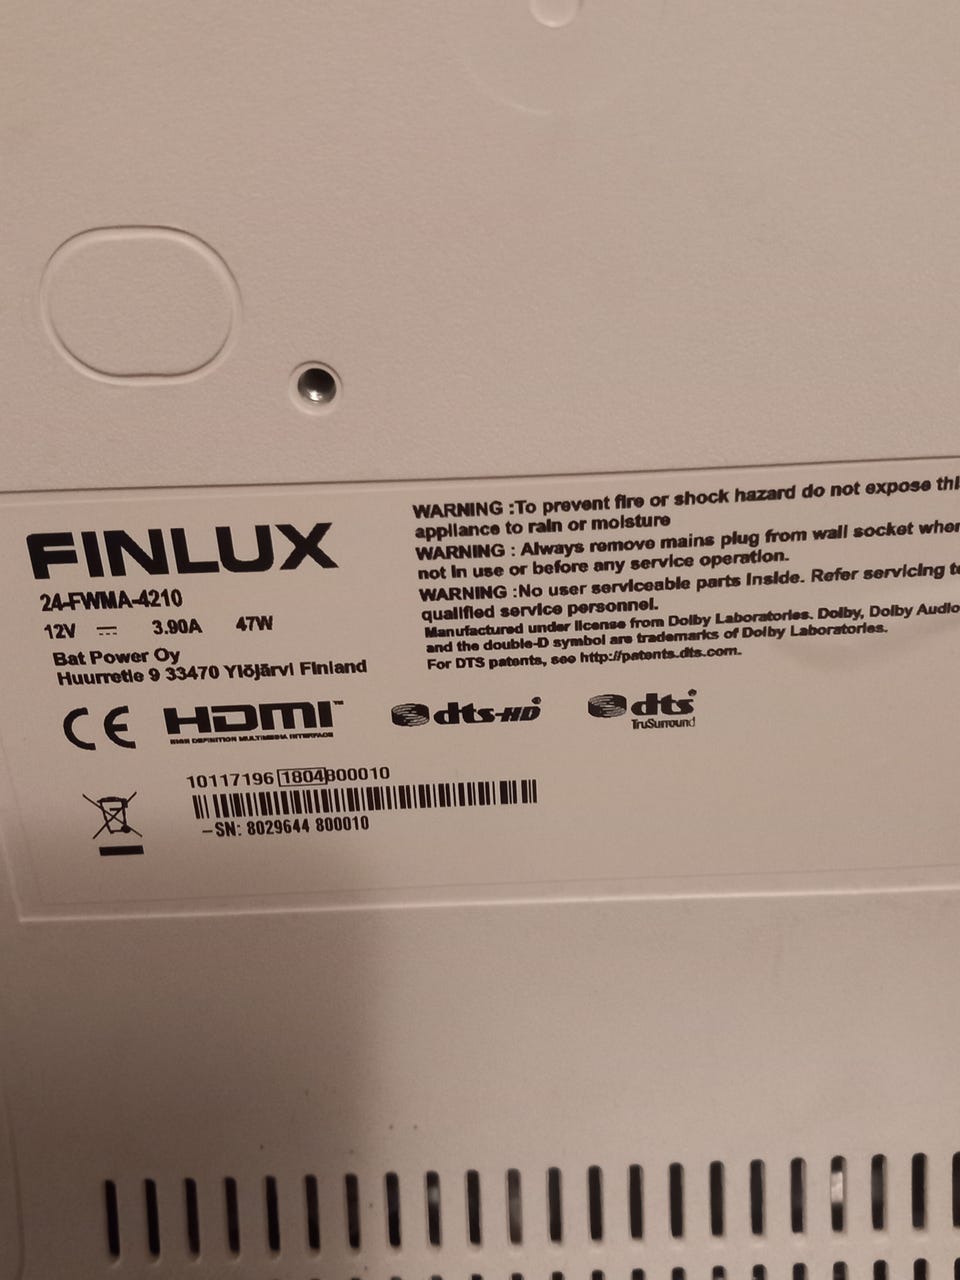 FINLUX
24-FWMA-4210
12V 3.90A 47W
Bat Power Oy
Huurretie 9 33470 Ylöjärvi Finland
WARNING :To prevent fire or shock hazard do not expose thi
appliance to rain or moisture
WARNING : Always remove mains plug from wall socket when
not in use or before any service operation.
WARNING :No user serviceable parts inside. Refer servicing to
qualified service personnel.
Manufactured under license from Dolby Laboratories. Dolby, Dolby Audio
and the double-D symbol are trademarks of Dolby Laboratories.
For DTS patents, see http://patents.dts.com.
CE HDMI™ dts-HD® dts®
HIGH DEFINITION MULTIMEDIA INTERFACE
TruSurround
10117196 1804 800010
-SN: 8029644 800010